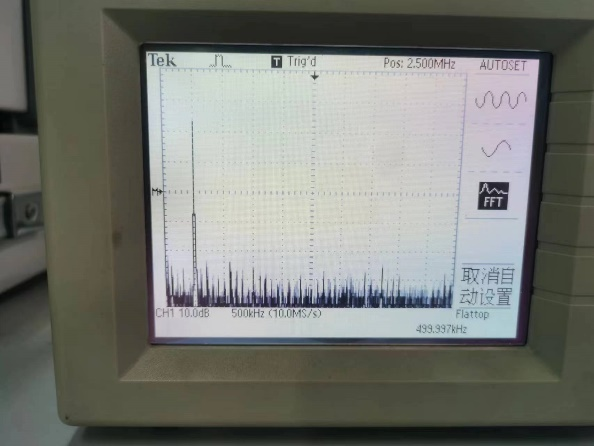 Tek T Trig'd Pos: 2.500MHz AUTOSET
M
FFT
取消自
动设置
CH1 10.0dB 500kHz (10.0MS/s) Flattop
499.997kHz